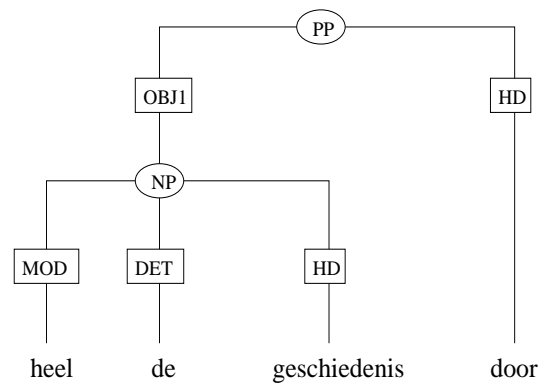 PP
OBJ1 HD
NP
MOD DET HD
heel de geschiedenis door